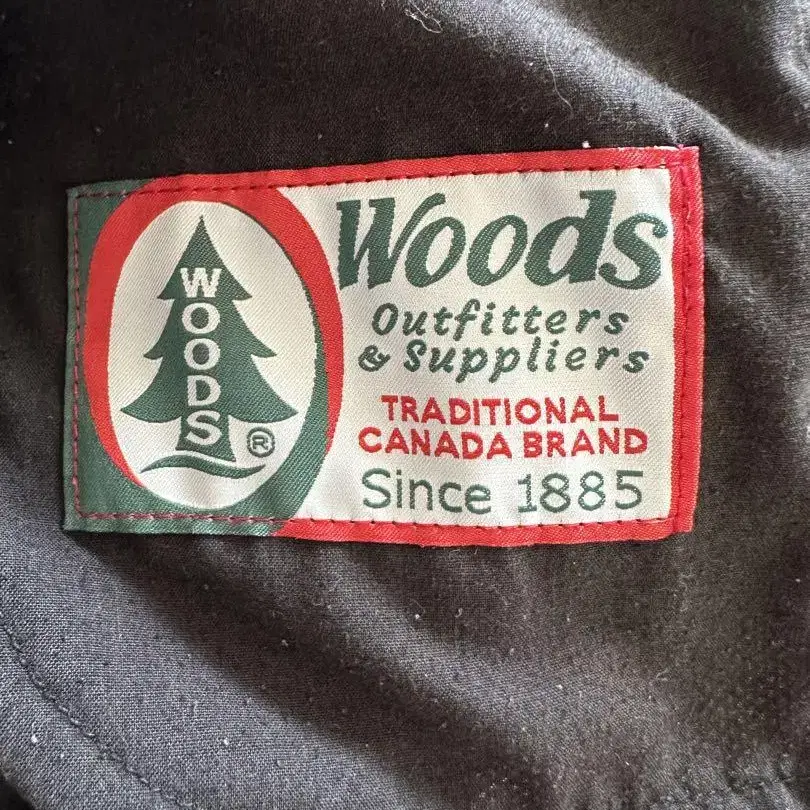 WOODS
®
Woods
Outfitters
& Suppliers
TRADITIONAL
CANADA BRAND
Since 1885